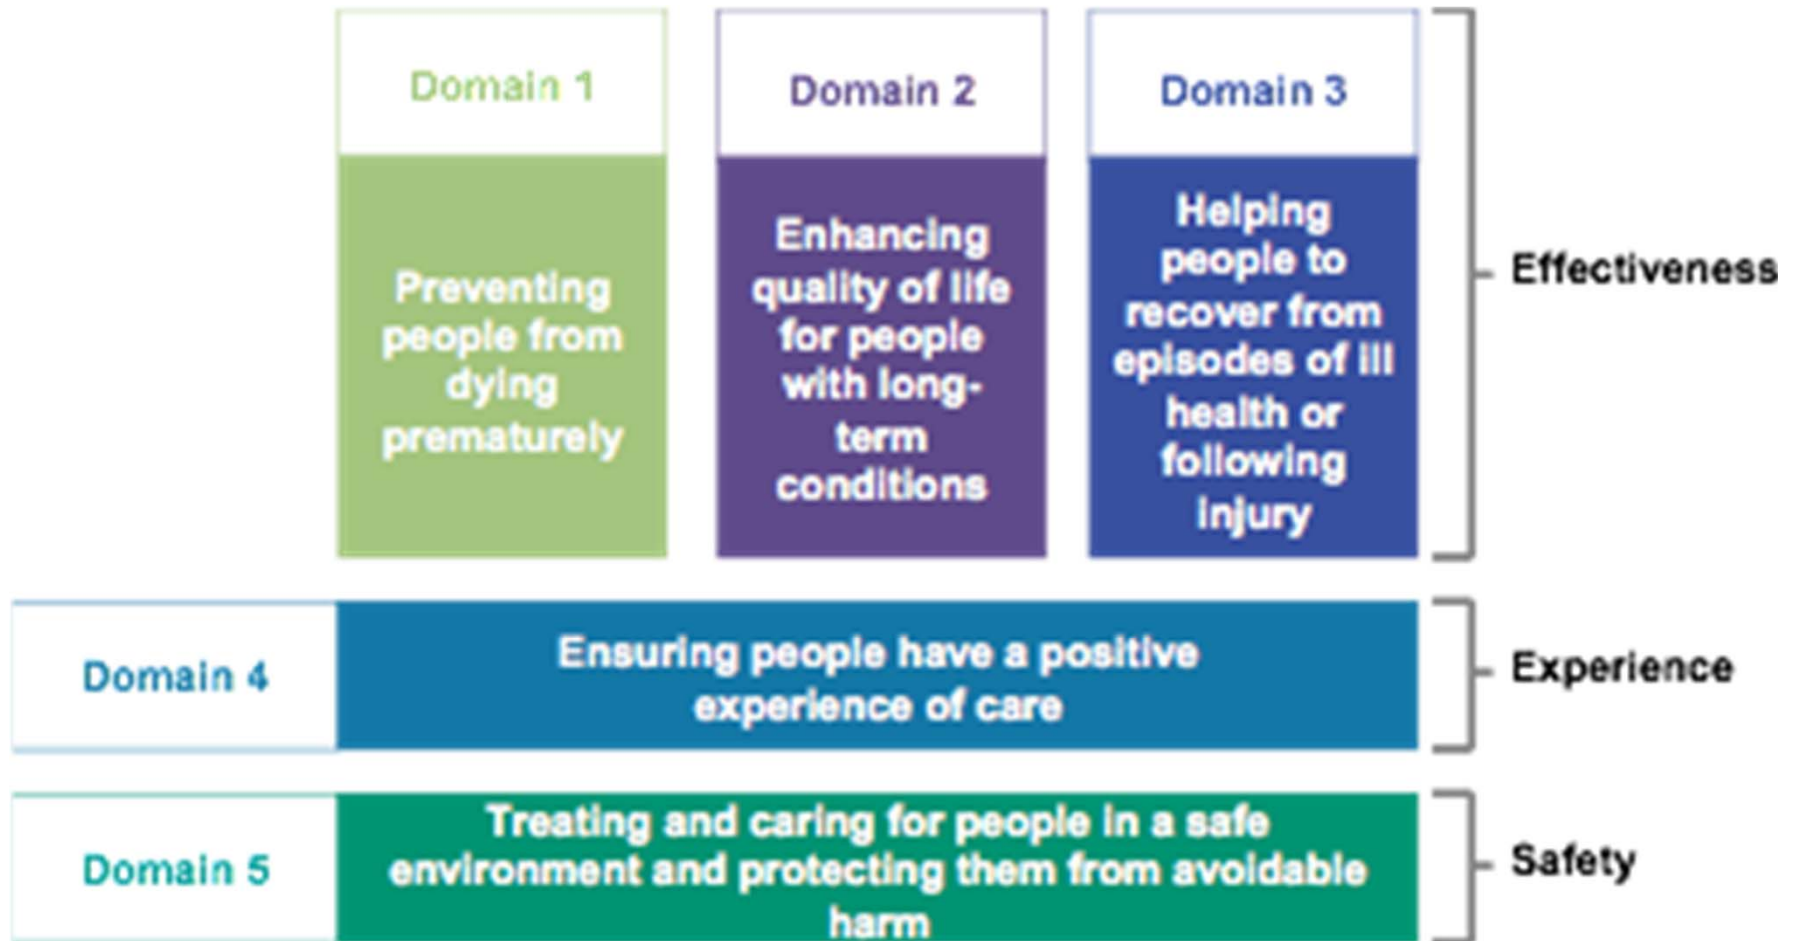 Domain 1
Preventing
people from
dying
prematurely
Domain 2
Enhancing
quality of life
for people
with long-
term
conditions
Domain 3
Helping
people to
recover from
episodes of ill
health or
following
injury
Effectiveness
Domain 4
Ensuring people have a positive
experience of care
Experience
Domain 5
Treating and caring for people in a safe
environment and protecting them from avoidable
harm
Safety